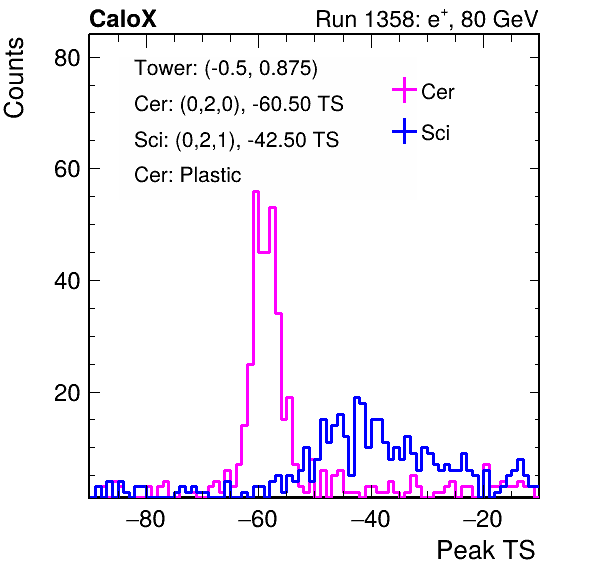 CaloX Run 1358: e⁺, 80 GeV
Counts
80
60
40
20
Tower: (-0.5, 0.875)
Cer: (0,2,0), -60.50 TS
Sci: (0,2,1), -42.50 TS
Cer: Plastic
Cer
Sci
−80 −60 −40 −20
Peak TS